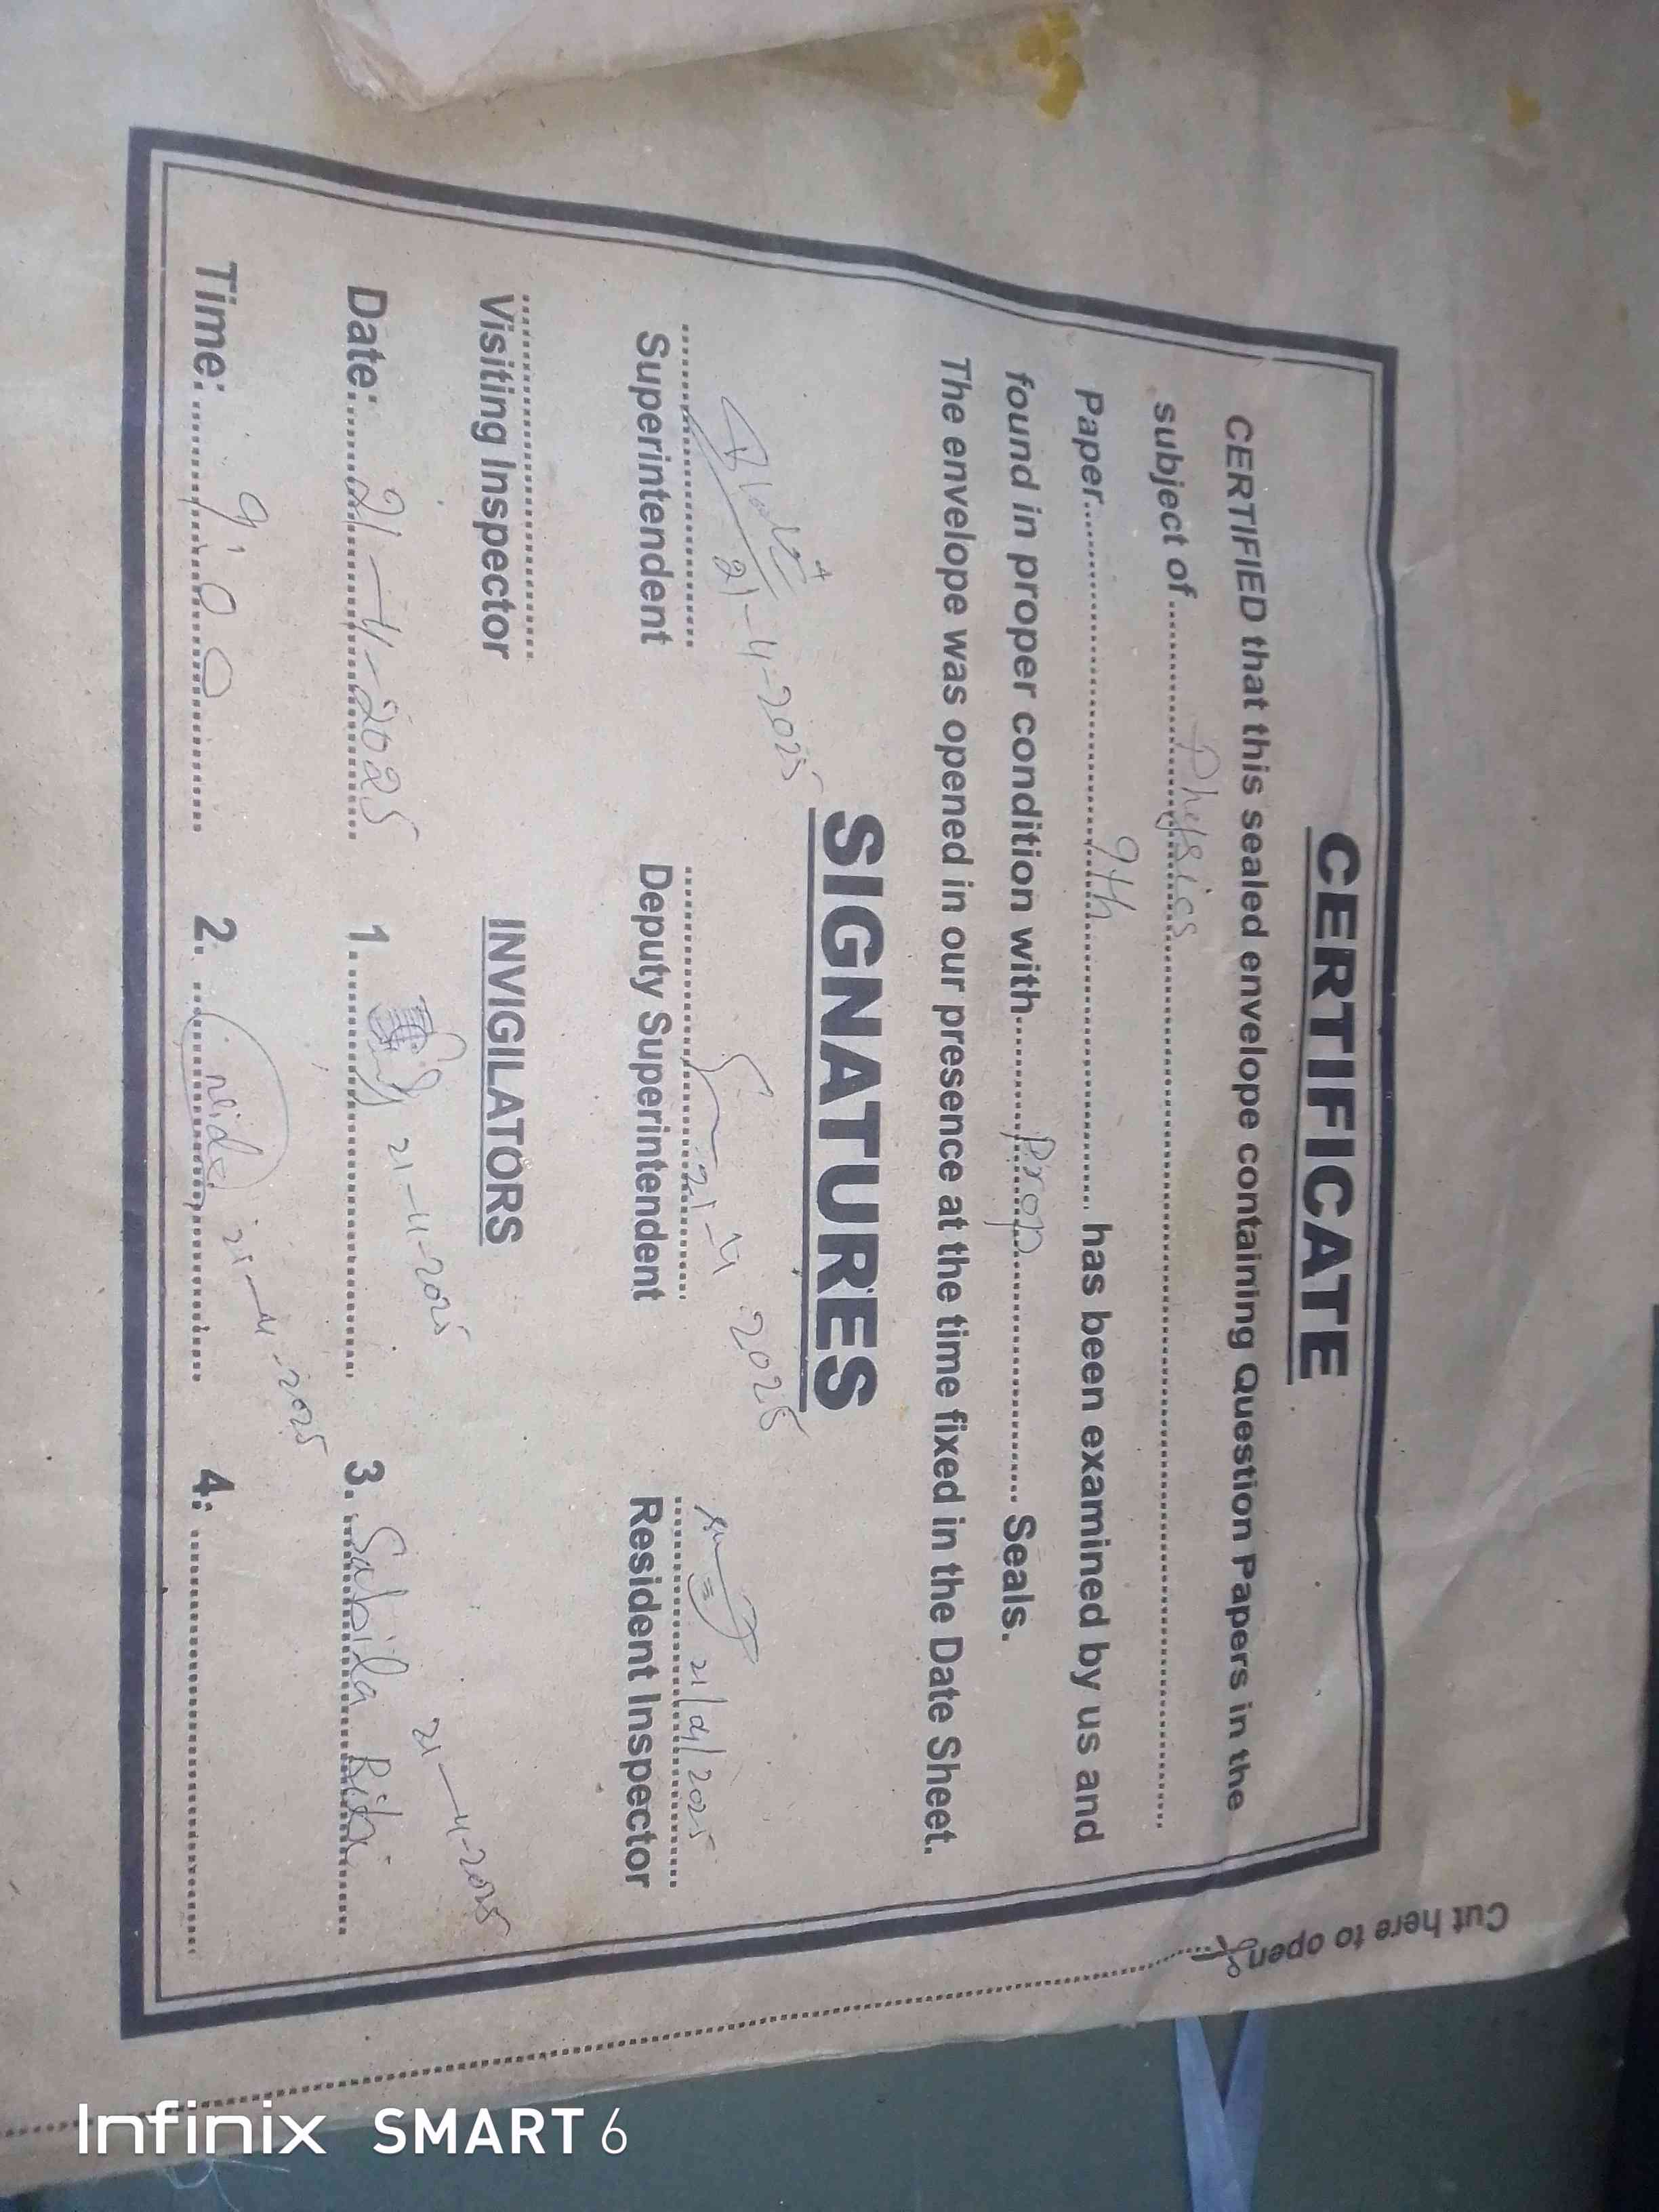 CERTIFICATE
CERTIFIED that this sealed envelope containing Question Papers in the
subject of.......... Pheysics ..........
Paper.......... 9th .......... has been examined by us and
found in proper condition with.......... Prop .......... Seals.
The envelope was opened in our presence at the time fixed in the Date Sheet.
SIGNATURES
21-4-2025
21-4 2025
21/04/2025
Superintendent Deputy Superintendent Resident Inspector
Visiting Inspector
INVIGILATORS
Date:.... 21-4-2025
1. 21-4-2025
3. Sabila Bibi 21-4-2025
Time:.... 9:00
2. 21-4-2025
4: ..........
Cut here to open
Infinix SMART 6